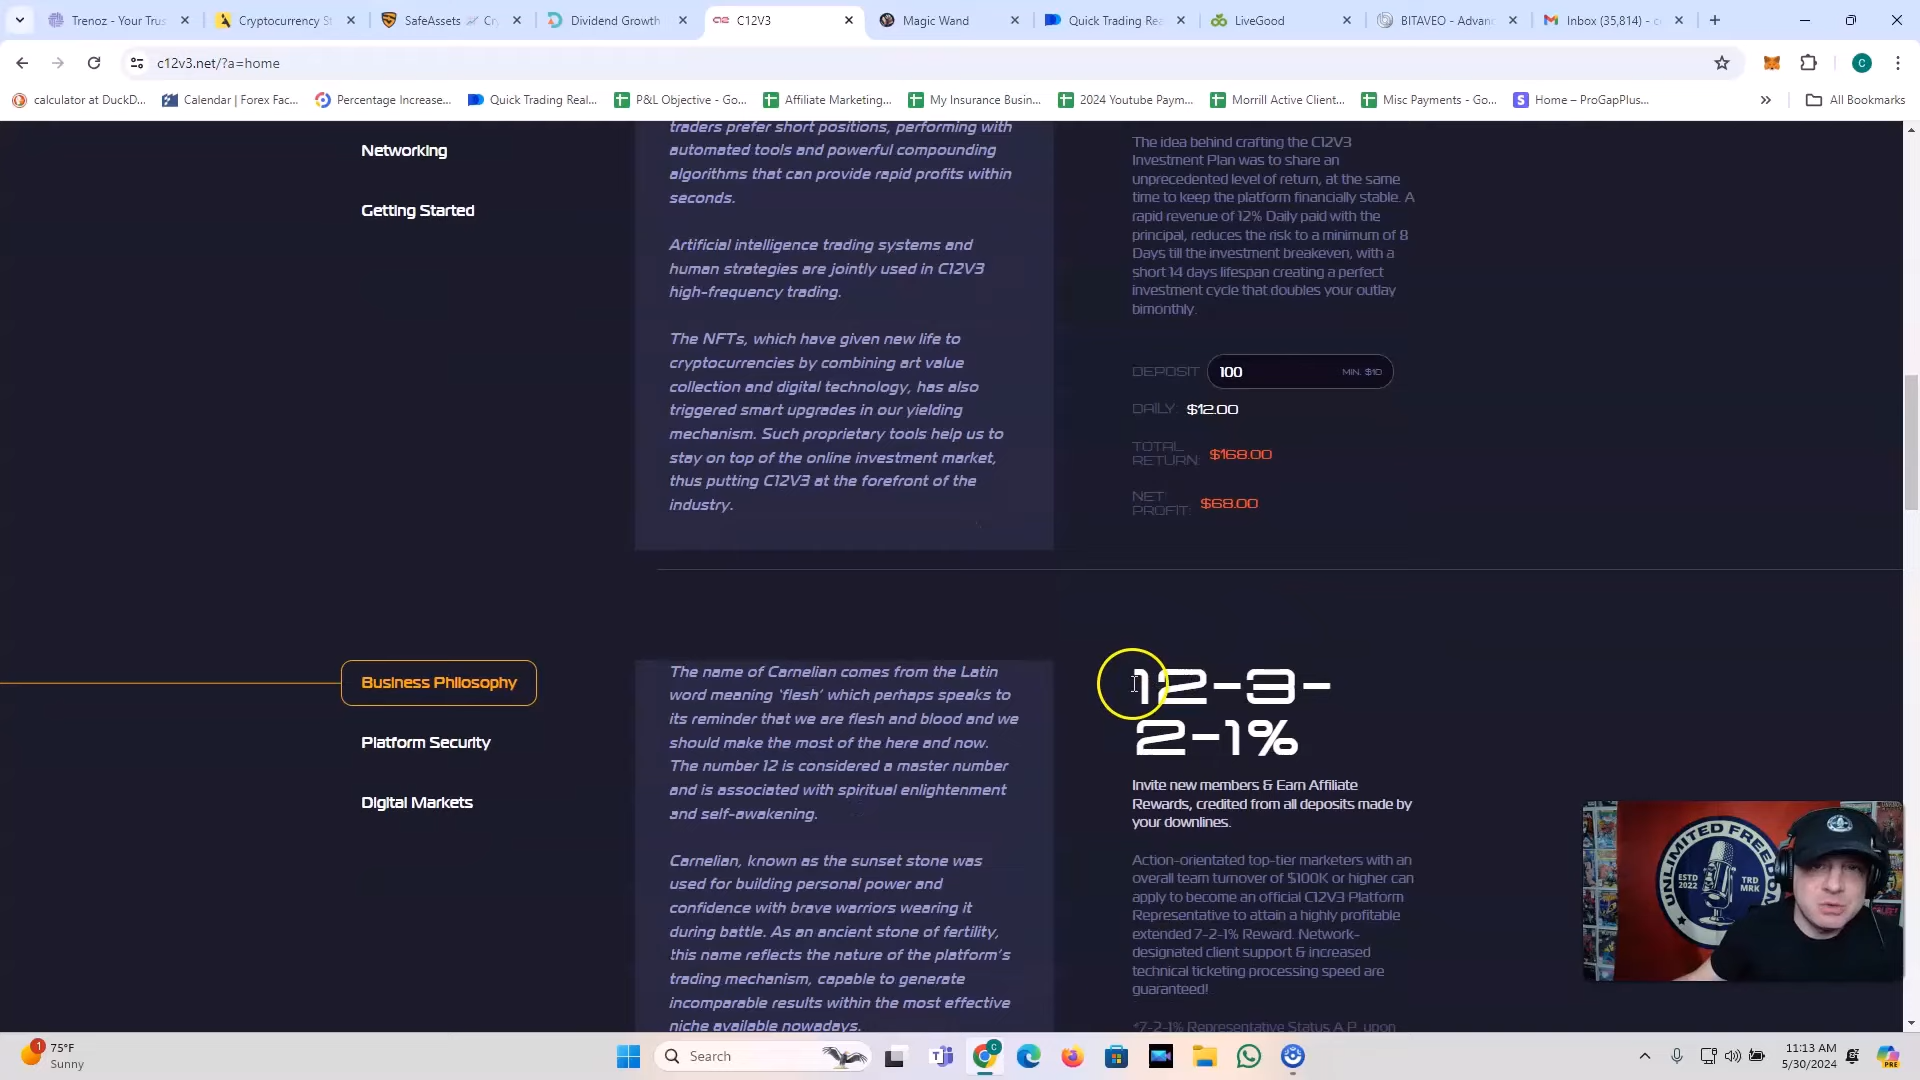 Trenoz - Your Trus
Cryptocurrency St
SafeAssets
Dividend Growth
C12V3
Magic Wand
Quick Trading Rea
LiveGood
BITAVEO - Advan
Inbox (35,814) - c
c12v3.net/?a=home
C
calculator at DuckD...
Calendar | Forex Fac...
Percentage Increase...
Quick Trading Real...
P&L Objective - Go...
Affiliate Marketing...
My Insurance Busin...
2024 Youtube Paym...
Morrill Active Client...
Misc Payments - Go...
Home – ProGapPlus...
All Bookmarks
Networking
Getting Started
traders prefer short positions, performing with
automated tools and powerful compounding
algorithms that can provide rapid profits within
seconds.
Artificial intelligence trading systems and
human strategies are jointly used in C12V3
high-frequency trading.
The NFTs, which have given new life to
cryptocurrencies by combining art value
collection and digital technology, has also
triggered smart upgrades in our yielding
mechanism. Such proprietary tools help us to
stay on top of the online investment market,
thus putting C12V3 at the forefront of the
industry.
The idea behind crafting the C12V3
Investment Plan was to share an
unprecedented level of return, at the same
time to keep the platform financially stable. A
rapid revenue of 12% Daily paid with the
principal, reduces the risk to a minimum of 8
Days till the investment breakeven, with a
short 14 days lifespan creating a perfect
investment cycle that doubles your outlay
bimonthly.
DEPOSIT 100 MIN. $10
DAILY: $12.00
TOTAL
RETURN: $168.00
NET
PROFIT: $68.00
Business Philosophy
Platform Security
Digital Markets
The name of Carnelian comes from the Latin
word meaning 'flesh' which perhaps speaks to
its reminder that we are flesh and blood and we
should make the most of the here and now.
The number 12 is considered a master number
and is associated with spiritual enlightenment
and self-awakening.
Carnelian, known as the sunset stone was
used for building personal power and
confidence with brave warriors wearing it
during battle. As an ancient stone of fertility,
this name reflects the nature of the platform's
trading mechanism, capable to generate
incomparable results within the most effective
niche available nowadays.
12-3-
2-1%
Invite new members & Earn Affiliate
Rewards, credited from all deposits made by
your downlines.
Action-orientated top-tier marketers with an
overall team turnover of $100K or higher can
apply to become an official C12V3 Platform
Representative to attain a highly profitable
extended 7-2-1% Reward. Network-
designated client support & increased
technical ticketing processing speed are
guaranteed!
*7-2-1% Representative Status A.P. upon
UNLIMITED FREEDOM
ESTD
2022
TRD
MRK
1
75°F
Sunny
Search
11:13 AM
5/30/2024